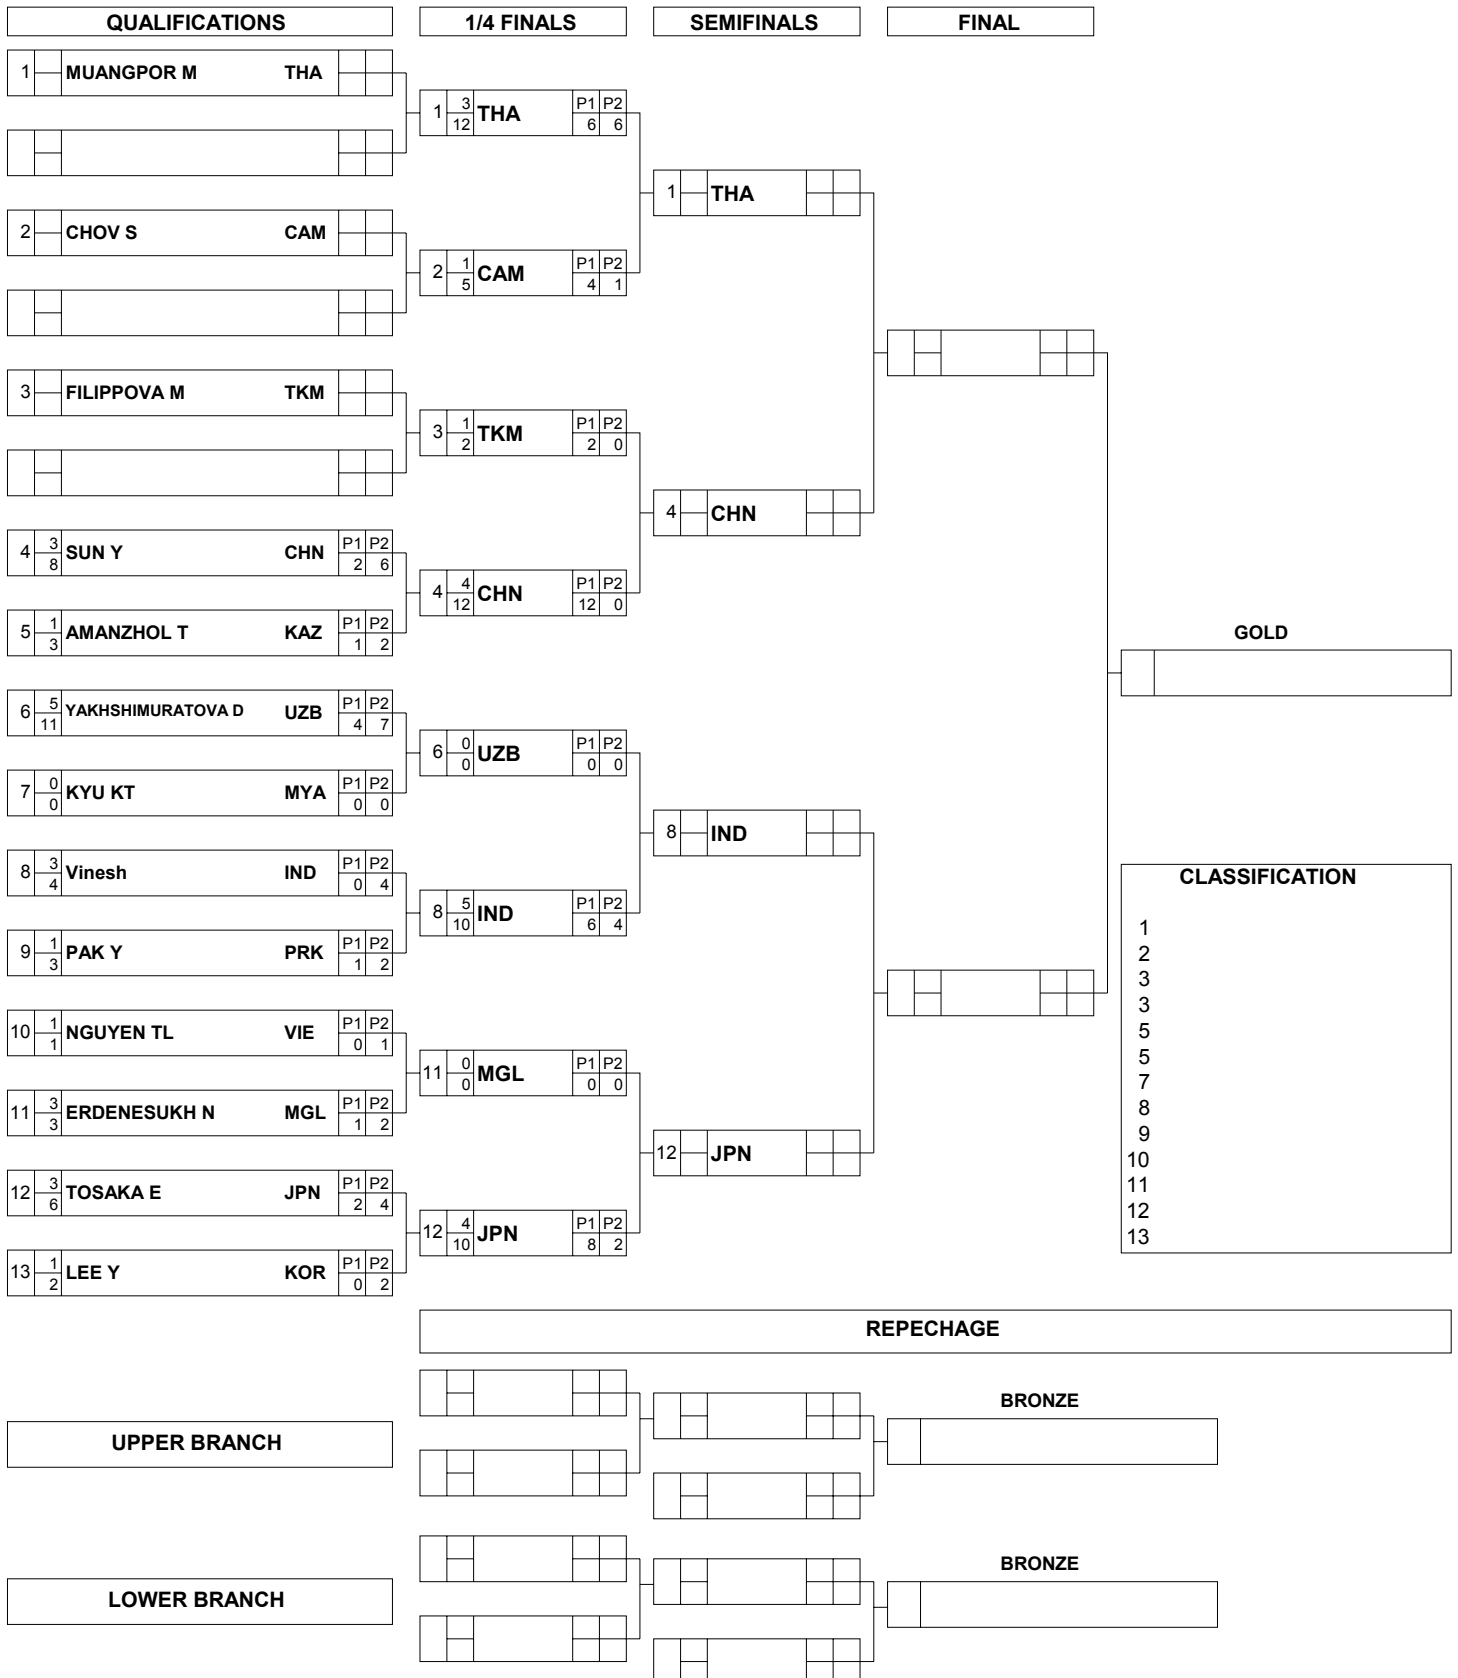 QUALIFICATIONS 1/4 FINALS SEMIFINALS FINAL
1 MUANGPOR M THA
1 3 12 THA P1 P2 6 6
1 THA
2 CHOV S CAM
2 1 5 CAM P1 P2 4 1
3 FILIPPOVA M TKM
3 1 2 TKM P1 P2 2 0
4 CHN
4 3 8 SUN Y CHN P1 P2 2 6
4 4 12 CHN P1 P2 12 0
5 1 3 AMANZHOL T KAZ P1 P2 1 2
GOLD
6 5 11 YAKHSHIMURATOVA D UZB P1 P2 4 7
6 0 0 UZB P1 P2 0 0
7 0 0 KYU KT MYA P1 P2 0 0
8 IND
8 3 4 Vinesh IND P1 P2 0 4
8 5 10 IND P1 P2 6 4
9 1 3 PAK Y PRK P1 P2 1 2
10 1 1 NGUYEN TL VIE P1 P2 0 1
11 0 0 MGL P1 P2 0 0
11 3 3 ERDENESUKH N MGL P1 P2 1 2
12 JPN
12 3 6 TOSAKA E JPN P1 P2 2 4
12 4 10 JPN P1 P2 8 2
13 1 2 LEE Y KOR P1 P2 0 2
CLASSIFICATION
1
2
3
3
5
5
7
8
9
10
11
12
13
REPECHAGE
UPPER BRANCH
BRONZE
LOWER BRANCH
BRONZE